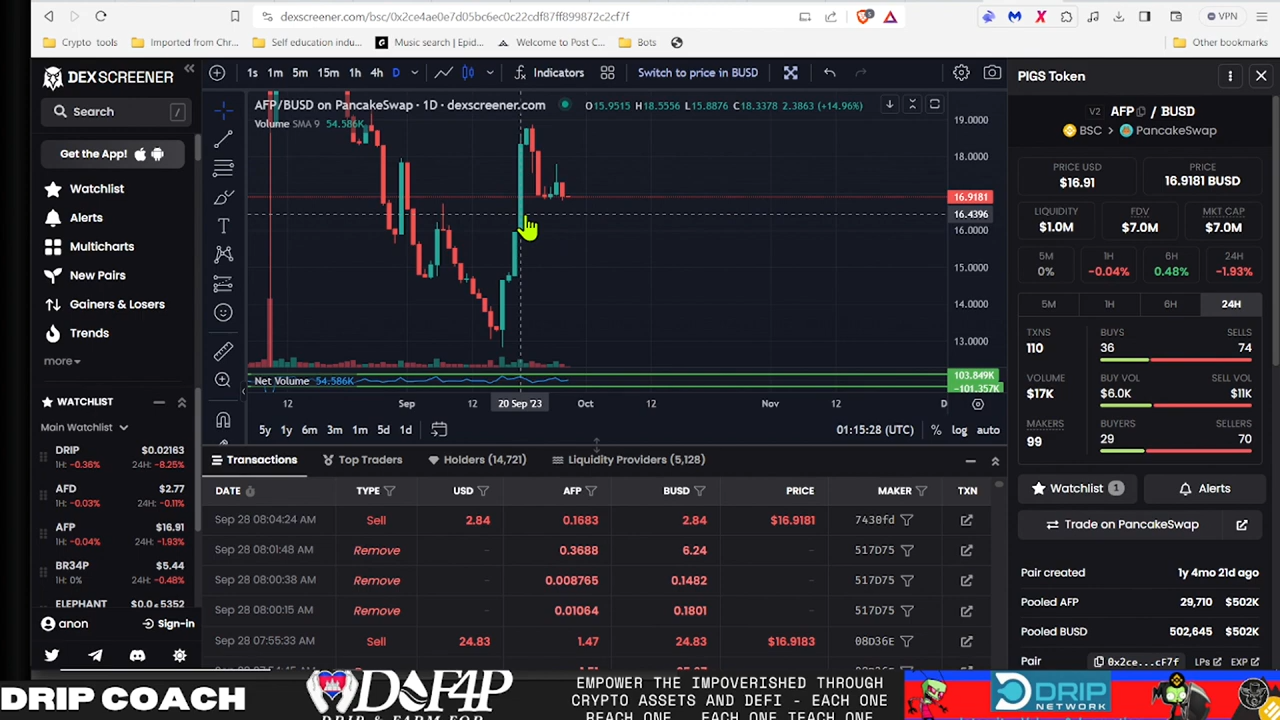 dexscreener.com/bsc/0x2ce4ae0e7d05bc6ec0c22cdf87ff899872c2cf7f
VPN
Crypto tools
Imported from Chr...
Self education indu...
Music search | Epid...
Welcome to Post C...
Bots
Other bookmarks
DEXSCREENER
Search
/
Get the App!
Watchlist
Alerts
Multicharts
New Pairs
Gainers & Losers
Trends
more
WATCHLIST
Main Watchlist
DRIP $0.02163
1H: -0.36% 24H: -8.25%
AFD $2.77
1H: -0.03% 24H: -0.11%
AFP $16.91
1H: -0.04% 24H: -1.93%
BR34P $5.44
1H: 0% 24H: -0.48%
ELEPHANT
anon
Sign-in
1s 1m 5m 15m 1h 4h D
Indicators
Switch to price in BUSD
AFP/BUSD on PancakeSwap · 1D · dexscreener.com
O15.9515 H18.5556 L15.8876 C18.3378 2.3863 (+14.96%)
Volume SMA 9 54.586K
19.0000
18.0000
16.9181
16.4396
16.0000
15.0000
14.0000
13.0000
Net Volume 54.586K
103.849K
-101.357K
12 Sep 12 20 Sep '23 Oct 12 Nov 12 D
5y 1y 6m 3m 1m 5d 1d
01:15:28 (UTC)
% log auto
Transactions
Top Traders
Holders (14,721)
Liquidity Providers (5,128)
DATE TYPE USD AFP BUSD PRICE MAKER TXN
Sep 28 08:04:24 AM Sell 2.84 0.1683 2.84 $16.9181 7430fd
Sep 28 08:01:48 AM Remove - 0.3688 6.24 - 517D75
Sep 28 08:00:38 AM Remove - 0.008765 0.1482 - 517D75
Sep 28 08:00:15 AM Remove - 0.01064 0.1801 - 517D75
Sep 28 07:55:33 AM Sell 24.83 1.47 24.83 $16.9183 08D36E
PIGS Token
V2 AFP / BUSD
BSC > PancakeSwap
PRICE USD
$16.91
PRICE
16.9181 BUSD
LIQUIDITY
$1.0M
FDV
$7.0M
MKT CAP
$7.0M
5M
0%
1H
-0.04%
6H
0.48%
24H
-1.93%
5M 1H 6H 24H
TXNS
110
BUYS
36
SELLS
74
VOLUME
$17K
BUY VOL
$6.0K
SELL VOL
$11K
MAKERS
99
BUYERS
29
SELLERS
70
Watchlist 1
Alerts
Trade on PancakeSwap
Pair created 1y 4mo 21d ago
Pooled AFP 29,710 $502K
Pooled BUSD 502,645 $502K
Pair 0x2ce...cF7f LPs EXP
DRIP COACH
DAF4P
DRIP & FARM FOR
EMPOWER THE IMPOVERISHED THROUGH
CRYPTO ASSETS AND DEFI - EACH ONE
REACH ONE, EACH ONE TEACH ONE
DRIP
NETWORK